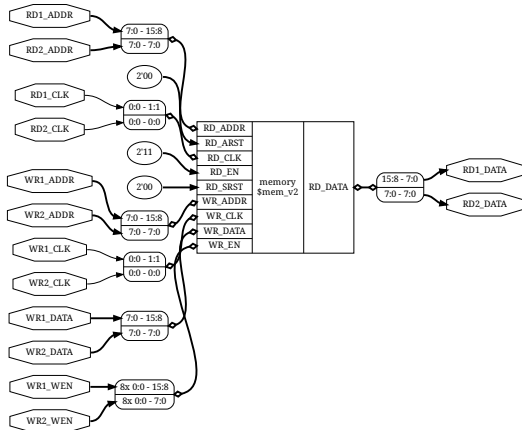 RD1_ADDR
RD2_ADDR
7:0 - 15:8
7:0 - 7:0
2'00
RD1_CLK
RD2_CLK
0:0 - 1:1
0:0 - 0:0
2'11
2'00
WR1_ADDR
WR2_ADDR
7:0 - 15:8
7:0 - 7:0
WR1_CLK
WR2_CLK
0:0 - 1:1
0:0 - 0:0
WR1_DATA
WR2_DATA
7:0 - 15:8
7:0 - 7:0
WR1_WEN
WR2_WEN
8x 0:0 - 15:8
8x 0:0 - 7:0
RD_ADDR
RD_ARST
RD_CLK
RD_EN
RD_SRST
WR_ADDR
WR_CLK
WR_DATA
WR_EN
memory
$mem_v2
RD_DATA
15:8 - 7:0
7:0 - 7:0
RD1_DATA
RD2_DATA